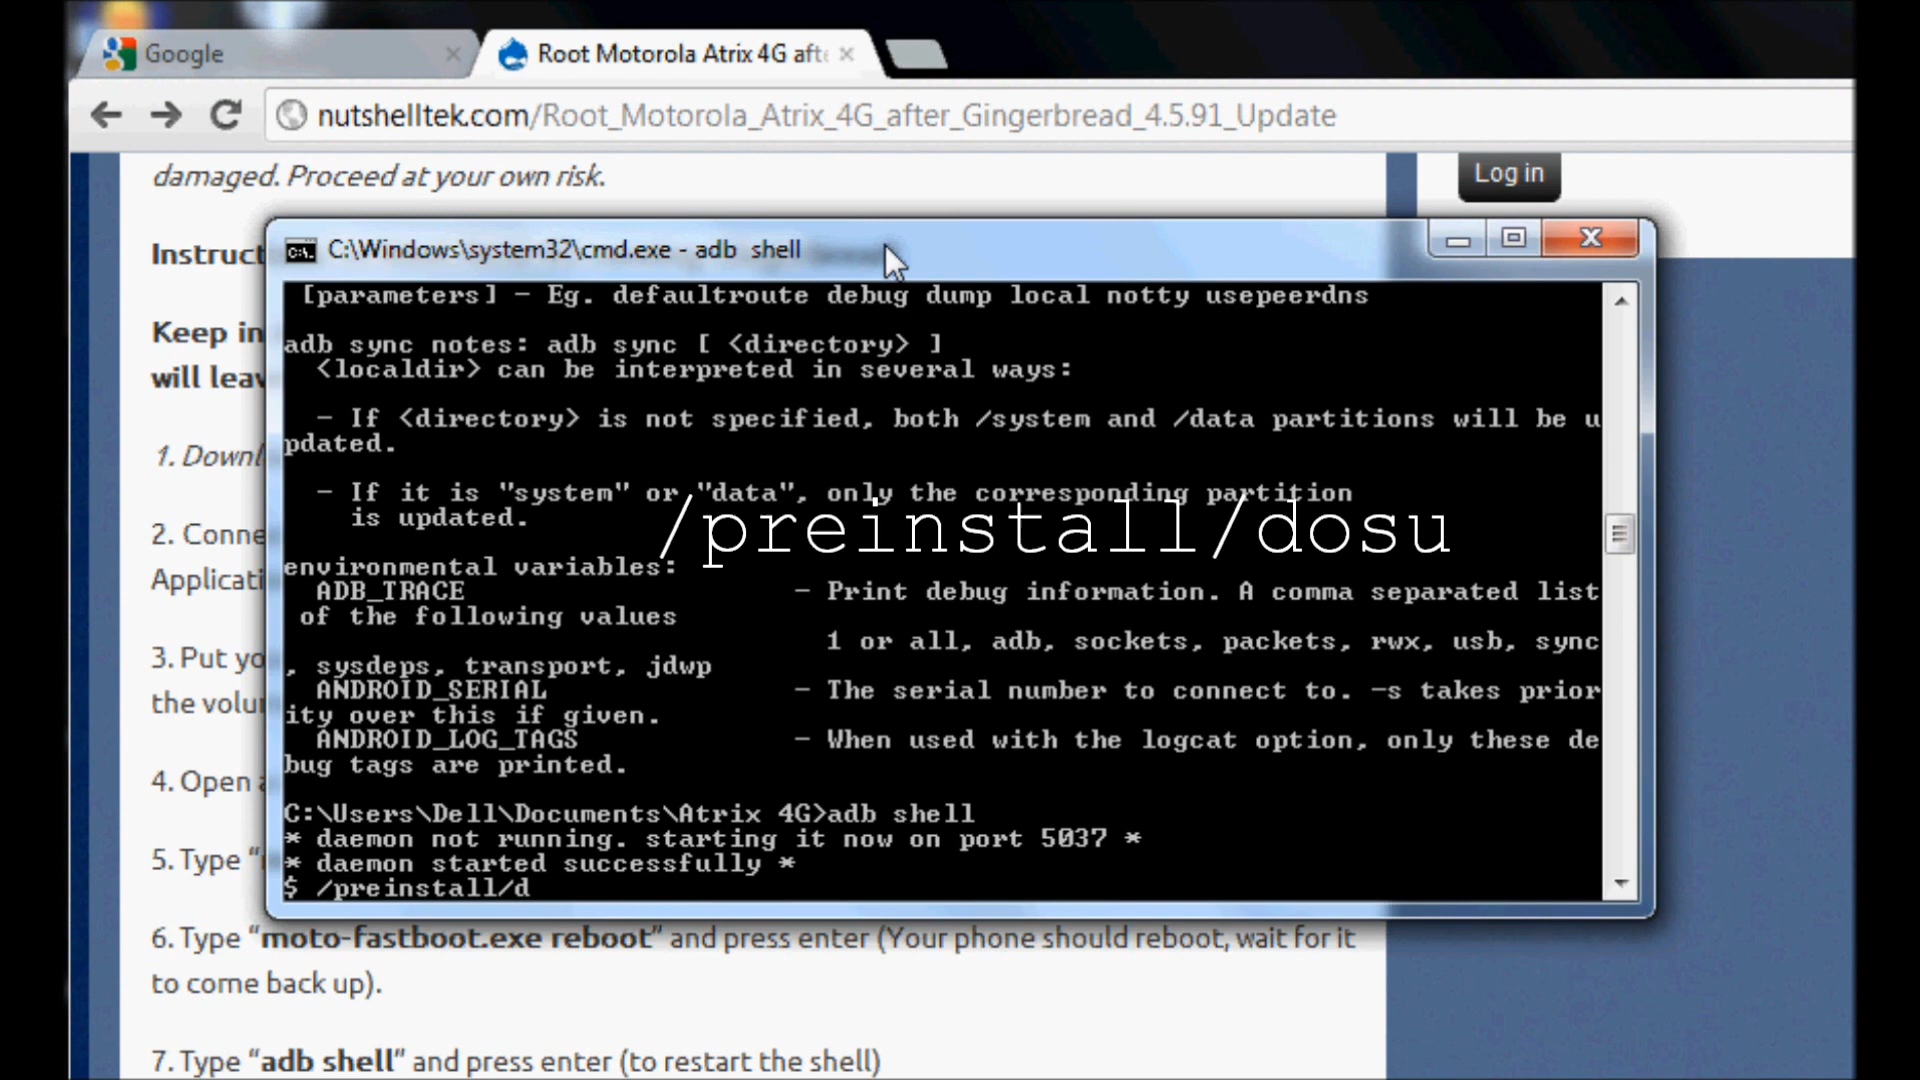 Google
Root Motorola Atrix 4G afte
nutshelltek.com/Root_Motorola_Atrix_4G_after_Gingerbread_4.5.91_Update
damaged. Proceed at your own risk.
Log in
Instruct
C:\Windows\system32\cmd.exe - adb  shell
[parameters] - Eg. defaultroute debug dump local notty usepeerdns
Keep in
adb sync notes: adb sync [ <directory> ]
<localdir> can be interpreted in several ways:
will leav
- If <directory> is not specified, both /system and /data partitions will be u
pdated.
1. Downl
- If it is "system" or "data", only the corresponding partition
is updated.
/preinstall/dosu
2. Conne
environmental variables:
Applicati
ADB_TRACE - Print debug information. A comma separated list
of the following values
1 or all, adb, sockets, packets, rwx, usb, sync
3. Put yo
, sysdeps, transport, jdwp
ANDROID_SERIAL - The serial number to connect to. -s takes prior
the volu
ity over this if given.
ANDROID_LOG_TAGS - When used with the logcat option, only these de
bug tags are printed.
4. Open a
C:\Users\Dell\Documents\Atrix 4G>adb shell
* daemon not running. starting it now on port 5037 *
5. Type "
* daemon started successfully *
$ /preinstall/d
6. Type “moto-fastboot.exe reboot” and press enter (Your phone should reboot, wait for it
to come back up).
7. Type “adb shell” and press enter (to restart the shell)